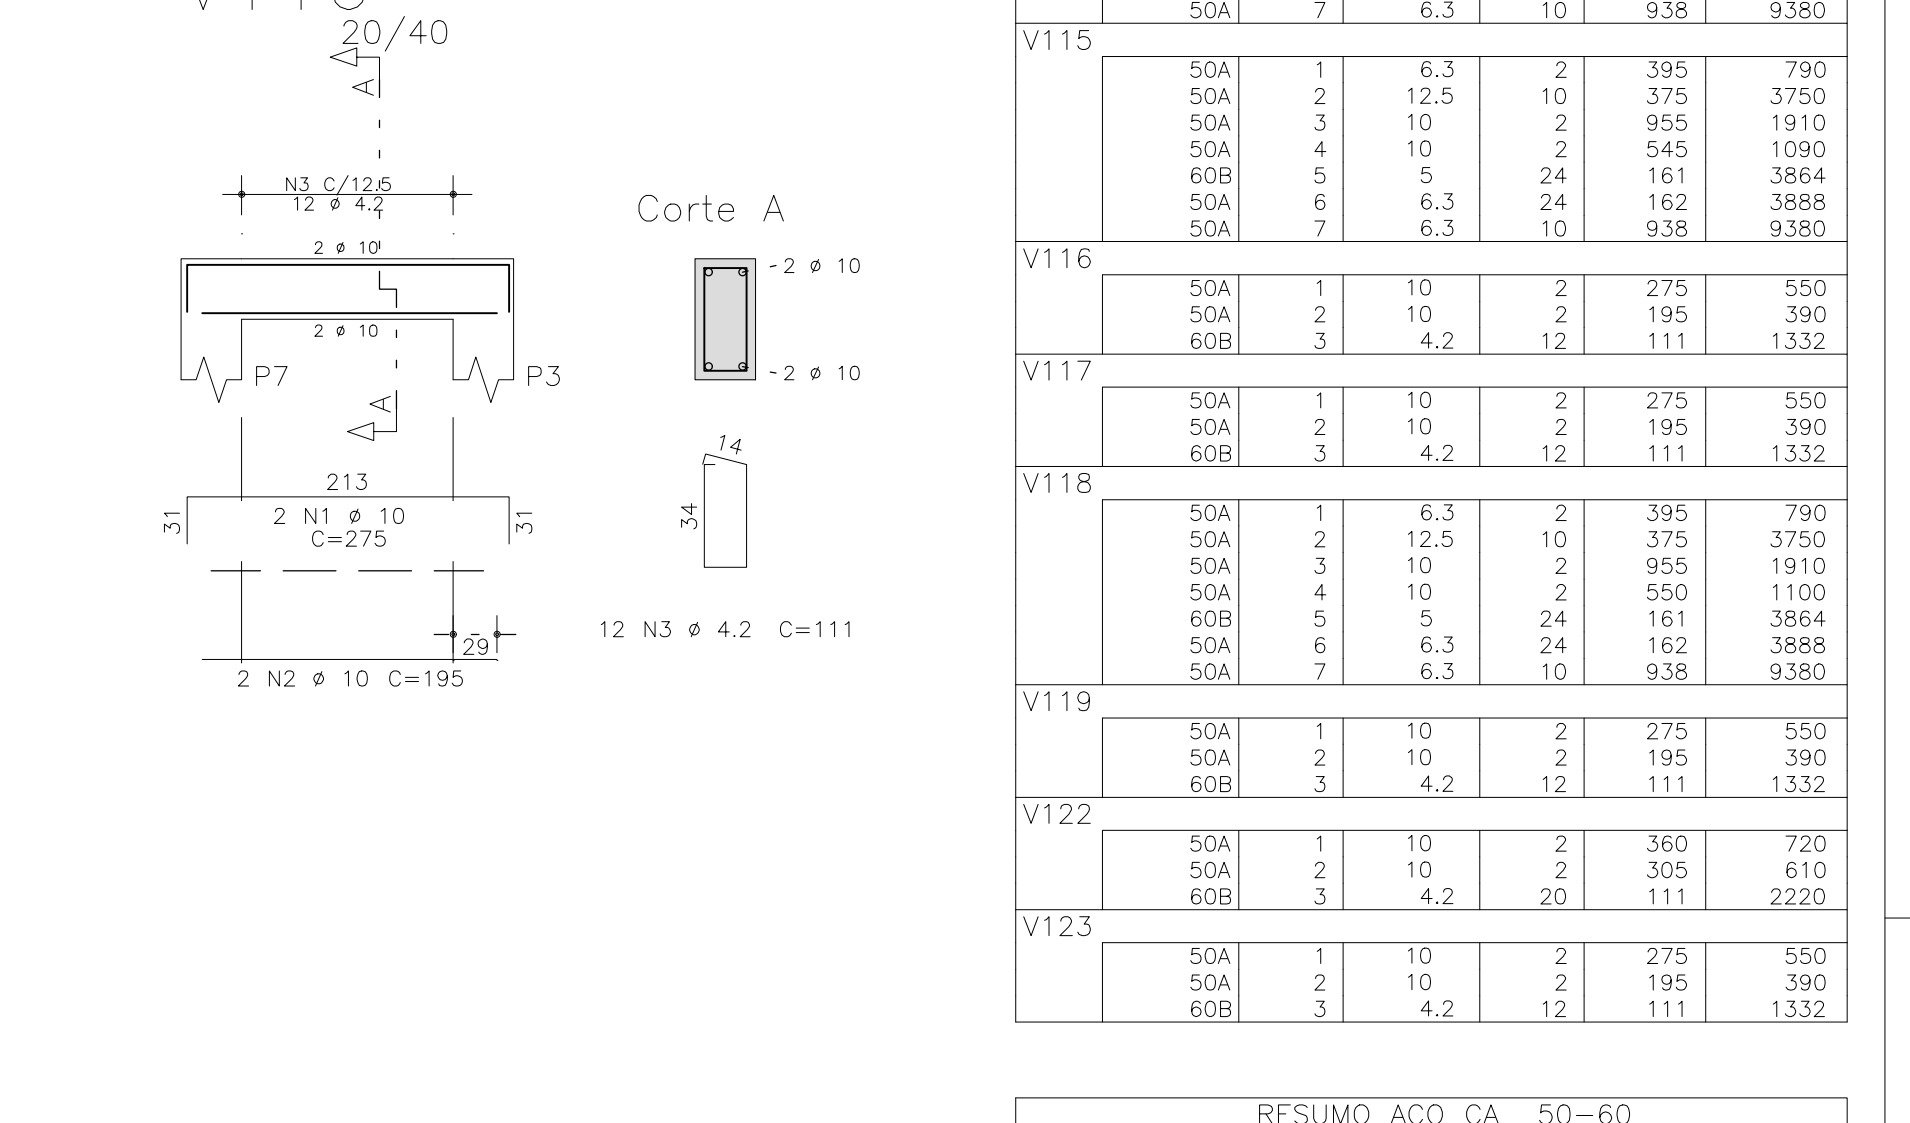 20/40
A
N3 C/12.5
12 ø 4.2
2 ø 10
2 ø 10
P7
P3
A
213
31
31
2 N1 ø 10
C=275
29
2 N2 ø 10 C=195
Corte A
-2 ø 10
-2 ø 10
14
34
12 N3 ø 4.2 C=111
50A 7 6.3 10 938 9380
V115
50A 1 6.3 2 395 790
50A 2 12.5 10 375 3750
50A 3 10 2 955 1910
50A 4 10 2 545 1090
60B 5 5 24 161 3864
50A 6 6.3 24 162 3888
50A 7 6.3 10 938 9380
V116
50A 1 10 2 275 550
50A 2 10 2 195 390
60B 3 4.2 12 111 1332
V117
50A 1 10 2 275 550
50A 2 10 2 195 390
60B 3 4.2 12 111 1332
V118
50A 1 6.3 2 395 790
50A 2 12.5 10 375 3750
50A 3 10 2 955 1910
50A 4 10 2 550 1100
60B 5 5 24 161 3864
50A 6 6.3 24 162 3888
50A 7 6.3 10 938 9380
V119
50A 1 10 2 275 550
50A 2 10 2 195 390
60B 3 4.2 12 111 1332
V122
50A 1 10 2 360 720
50A 2 10 2 305 610
60B 3 4.2 20 111 2220
V123
50A 1 10 2 275 550
50A 2 10 2 195 390
60B 3 4.2 12 111 1332
RESUMO ACO CA 50-60